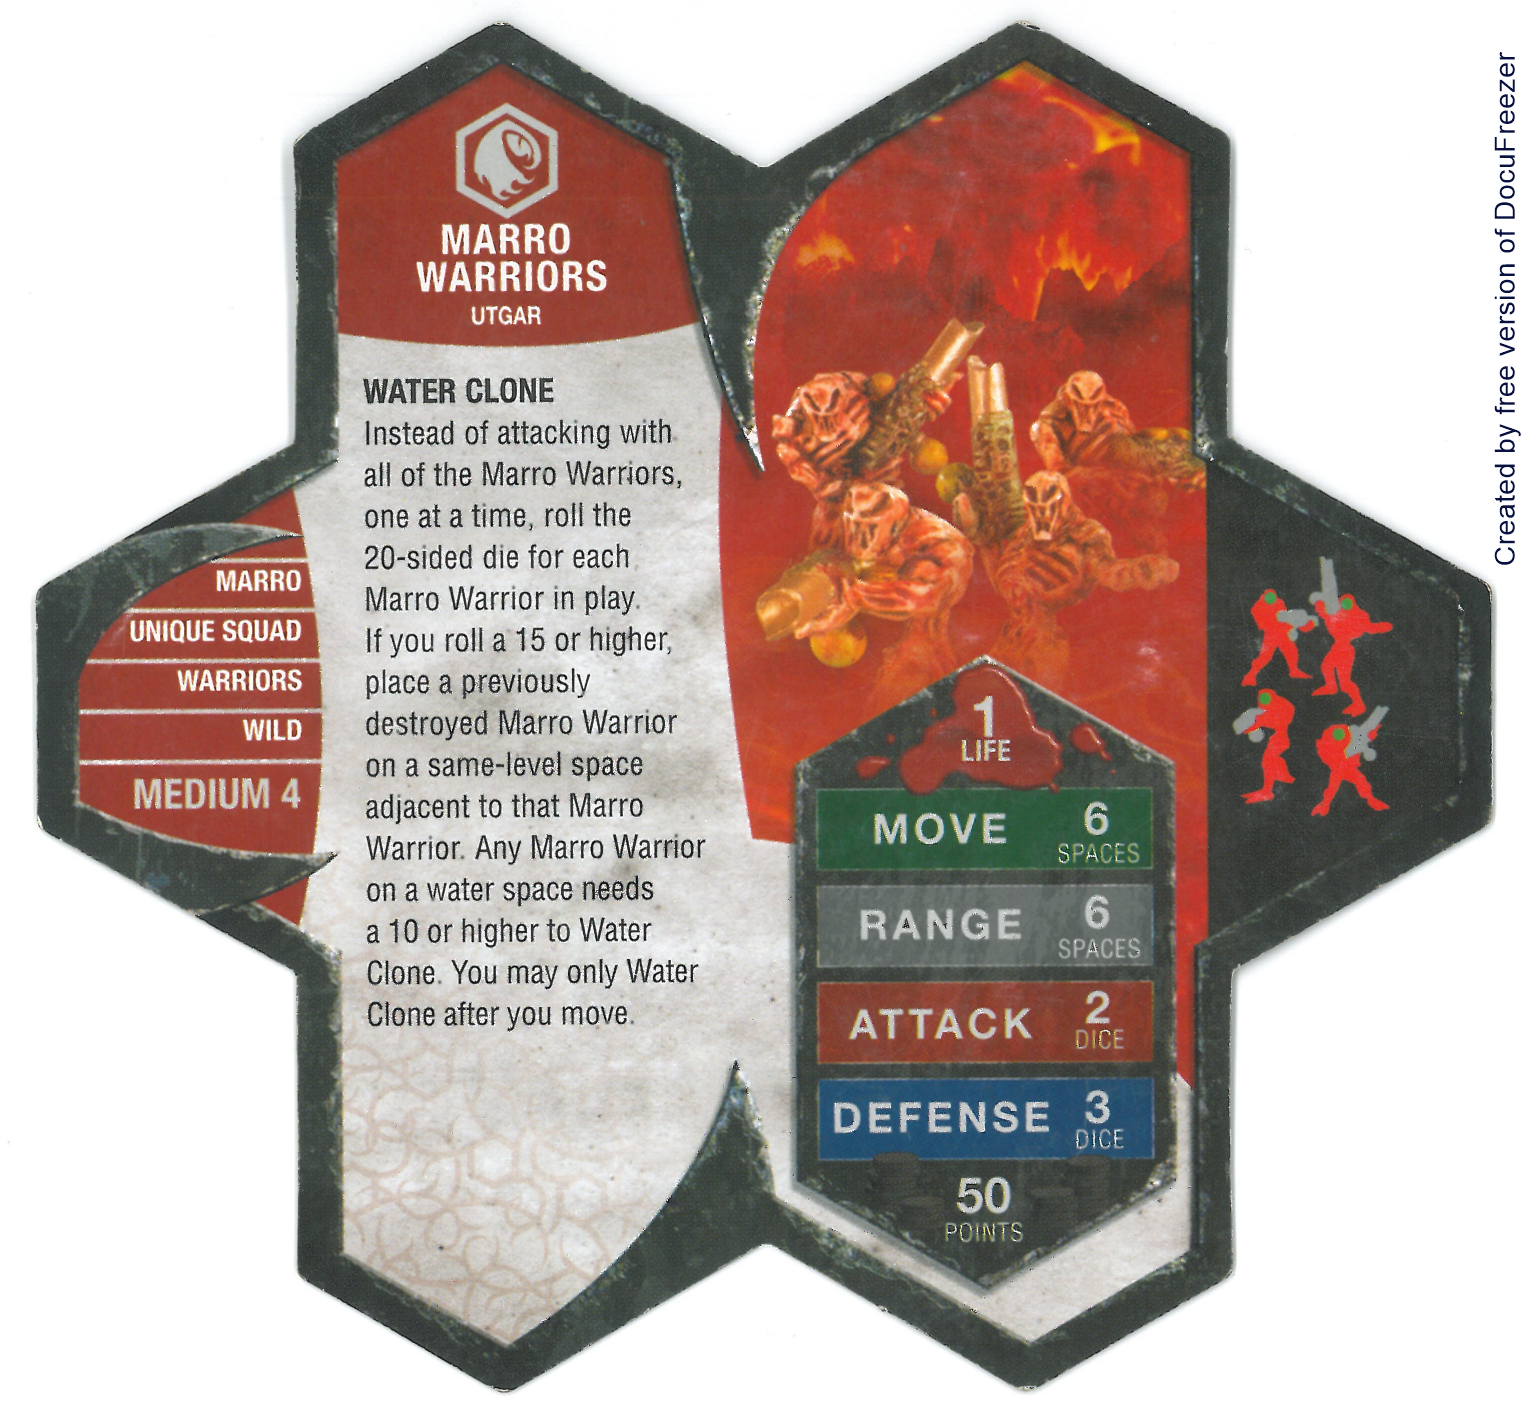 MARRO
WARRIORS
UTGAR
WATER CLONE
Instead of attacking with
all of the Marro Warriors,
one at a time, roll the
20-sided die for each
Marro Warrior in play.
If you roll a 15 or higher,
place a previously
destroyed Marro Warrior
on a same-level space
adjacent to that Marro
Warrior. Any Marro Warrior
on a water space needs
a 10 or higher to Water
Clone. You may only Water
Clone after you move.
MARRO
UNIQUE SQUAD
WARRIORS
WILD
MEDIUM 4
1
LIFE
MOVE 6
SPACES
RANGE 6
SPACES
ATTACK 2
DICE
DEFENSE 3
DICE
50
POINTS
Created by free version of DocuFreezer